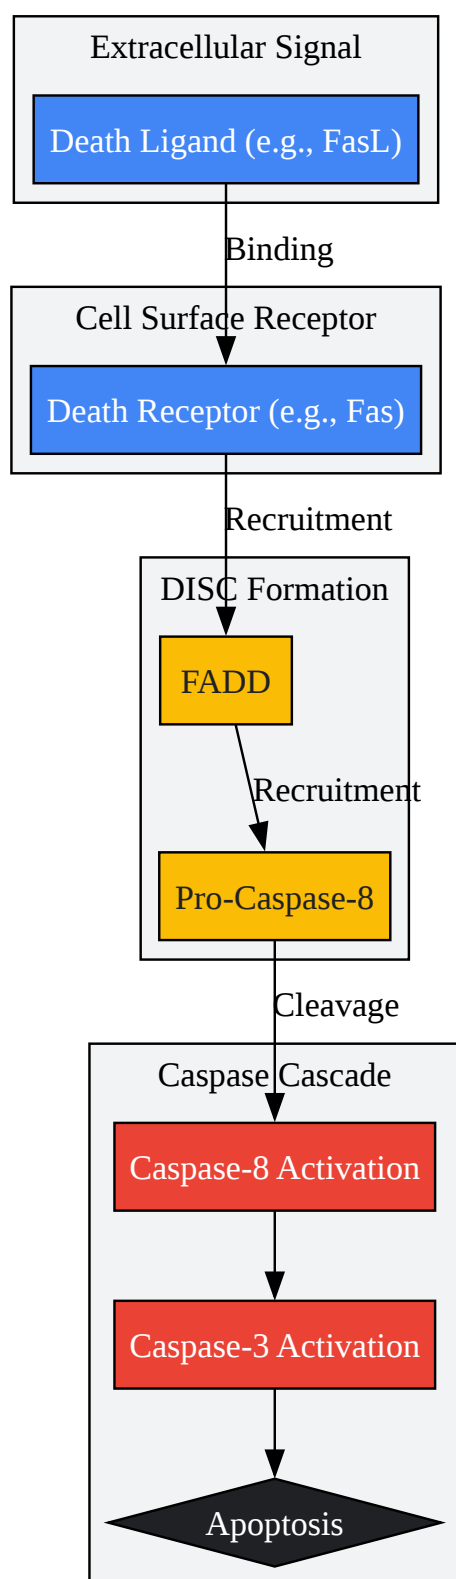 Extracellular Signal
Death Ligand (e.g., FasL)
Binding
Cell Surface Receptor
Death Receptor (e.g., Fas)
Recruitment
DISC Formation
FADD
Recruitment
Pro-Caspase-8
Cleavage
Caspase Cascade
Caspase-8 Activation
Caspase-3 Activation
Apoptosis